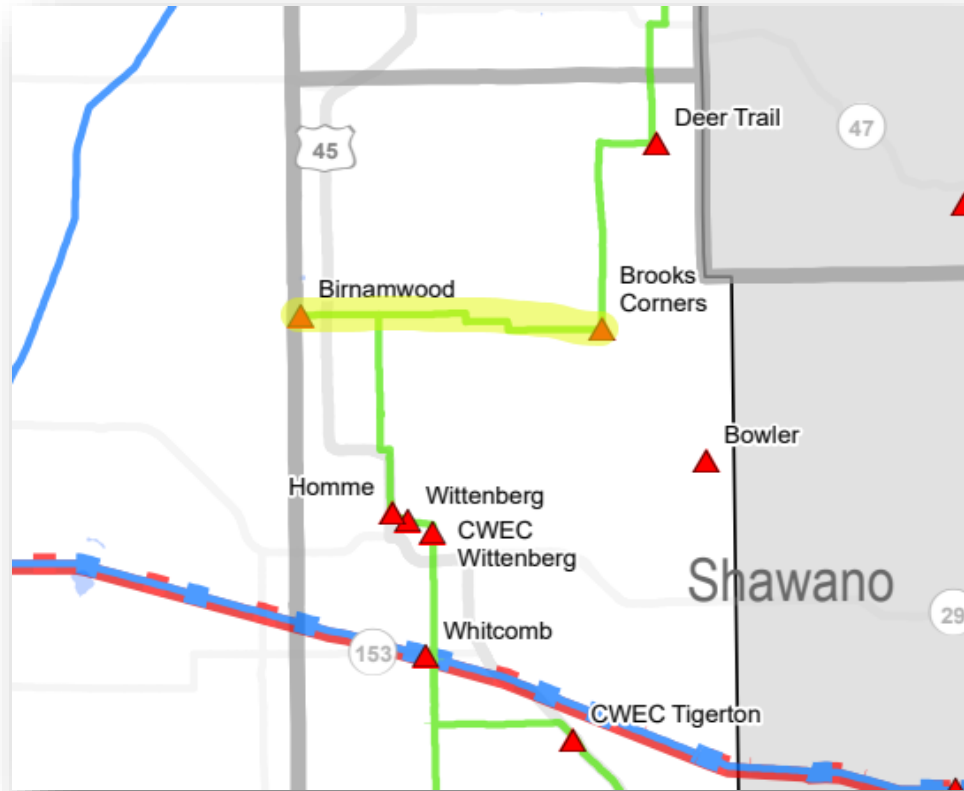 Deer Trail
47
45
Brooks
Corners
Birnamwood
Bowler
Homme
Wittenberg
CWEC
Wittenberg
Shawano
29
Whitcomb
153
CWEC Tigerton